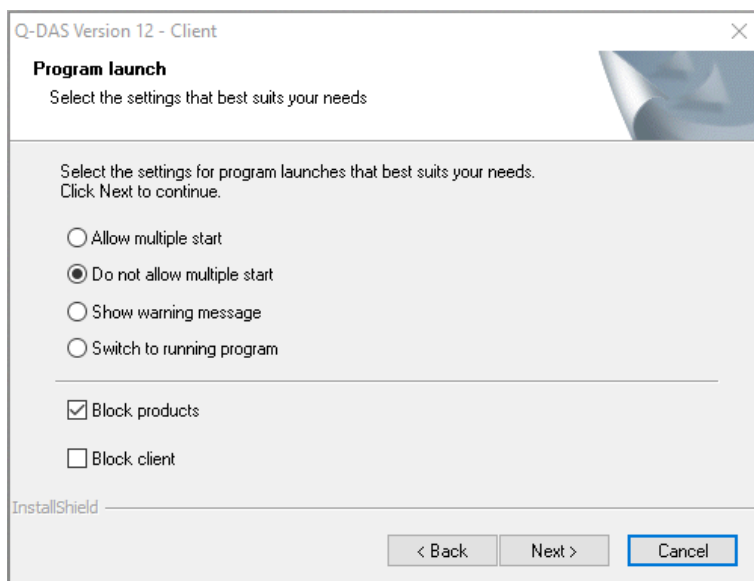 Q-DAS Version 12 - Client
Program launch
Select the settings that best suits your needs
Select the settings for program launches that best suits your needs.
Click Next to continue.
Allow multiple start
Do not allow multiple start
Show warning message
Switch to running program
Block products
Block client
InstallShield
< Back
Next >
Cancel